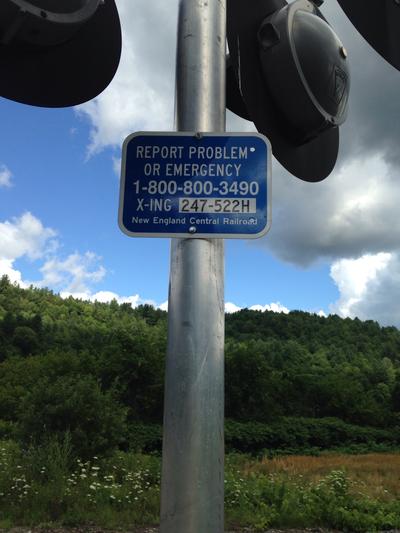 REPORT PROBLEM
OR EMERGENCY
1-800-800-3490
X-ING 247-522H
New England Central Railroad